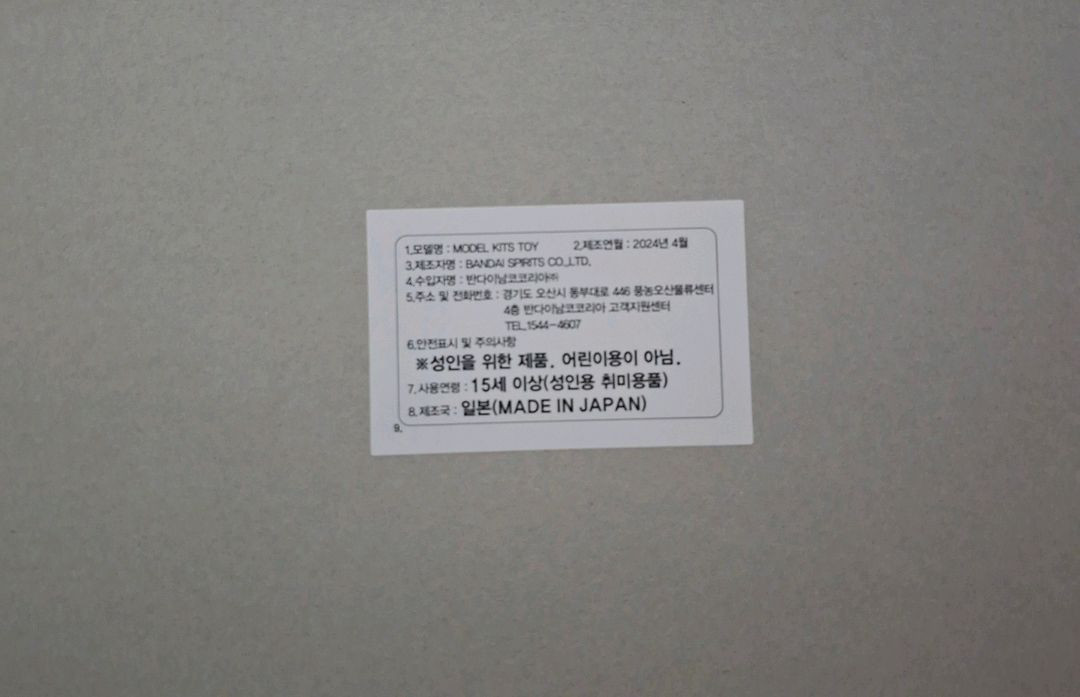 1.모델명 : MODEL KITS TOY 2.제조연월 : 2024년 4월
3.제조자명 : BANDAI SPIRITS CO.,LTD.
4.수입자명 : 반다이남코코리아㈜
5.주소 및 전화번호 : 경기도 오산시 동부대로 446 풍농오산물류센터
4층 반다이남코코리아 고객지원센터
TEL.1544-4607
6.안전표시 및 주의사항
※성인을 위한 제품. 어린이용이 아님.
7.사용연령 : 15세 이상(성인용 취미용품)
8.제조국 : 일본(MADE IN JAPAN)
9.